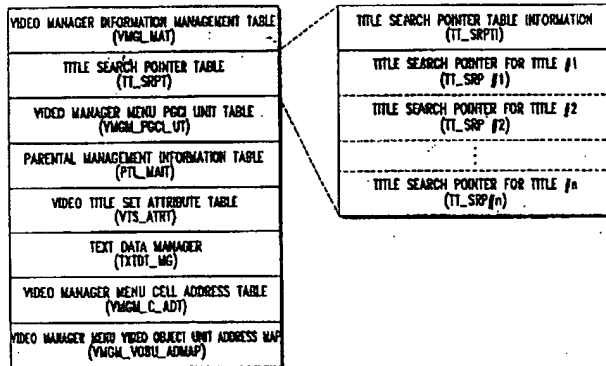 VIDEO MANAGER INFORMATION MANAGEMENT TABLE
(VMGI_MAT)
TITLE SEARCH POINTER TABLE
(TT_SRPT)
VIDEO MANAGER MENU PGCI UNIT TABLE
(VMGM_PGCI_UT)
PARENTAL MANAGEMENT INFORMATION TABLE
(PTL_MAIT)
VIDEO TITLE SET ATTRIBUTE TABLE
(VTS_ATRT)
TEXT DATA MANAGER
(TXTDT_MG)
VIDEO MANAGER MENU CELL ADDRESS TABLE
(VMGM_C_ADT)
VIDEO MANAGER MENU VIDEO OBJECT UNIT ADDRESS MAP
(VMGM_VOBU_ADMAP)
TITLE SEARCH POINTER TABLE INFORMATION
(TT_SRPTI)
TITLE SEARCH POINTER FOR TITLE #1
(TT_SRP #1)
TITLE SEARCH POINTER FOR TITLE #2
(TT_SRP #2)
⋮
TITLE SEARCH POINTER FOR TITLE #n
(TT_SRP#n)